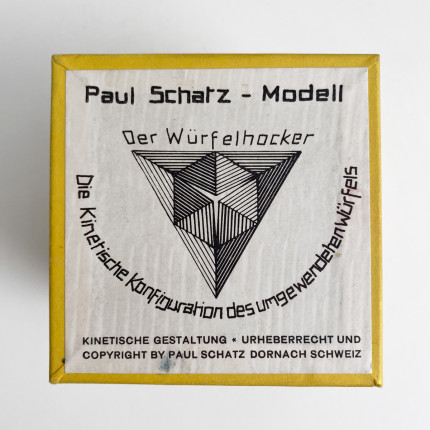 Paul Schatz - Modell
Der Würfelhocker
Die Kinetische Konfiguration des umgewendeten Würfels
KINETISCHE GESTALTUNG * URHEBERRECHT UND
COPYRIGHT BY PAUL SCHATZ DORNACH SCHWEIZ